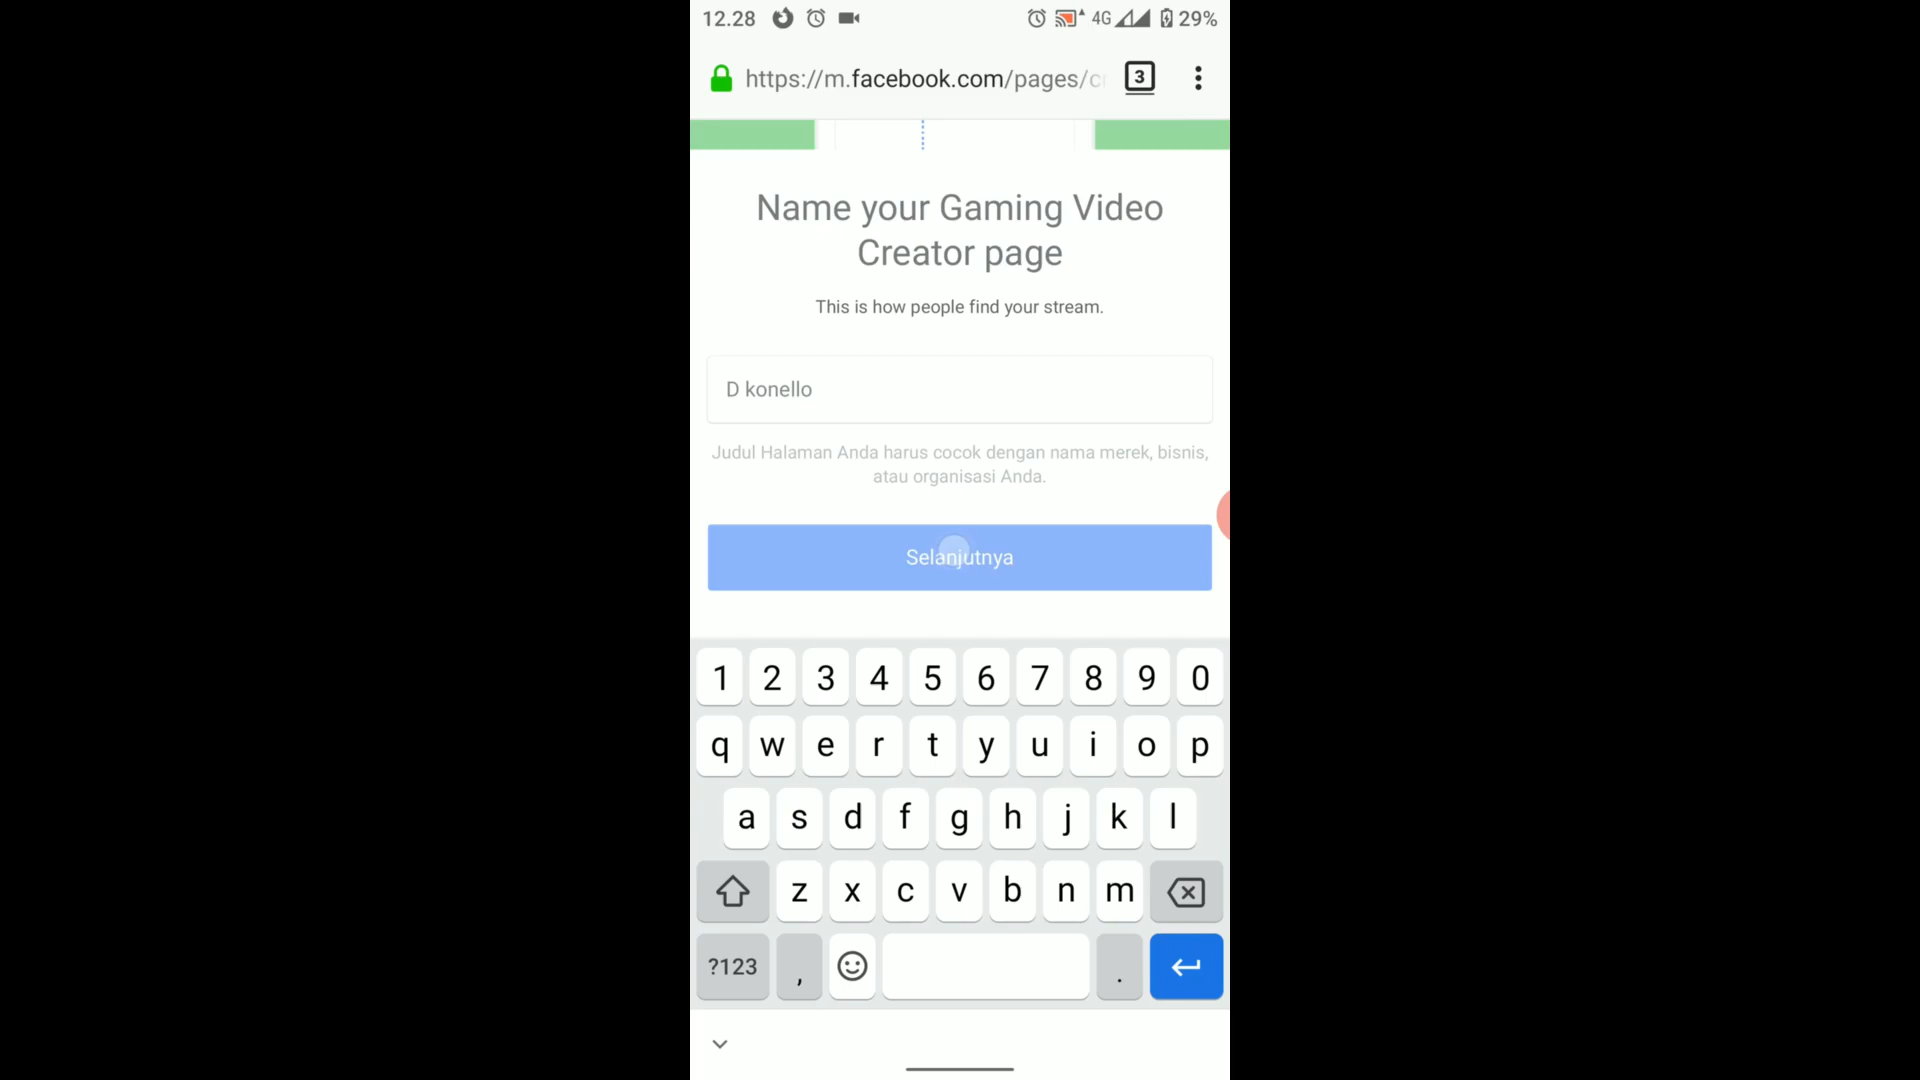 12.28 4G 29%
https://m.facebook.com/pages/c 3
Name your Gaming Video
Creator page
This is how people find your stream.
D konello
Judul Halaman Anda harus cocok dengan nama merek, bisnis,
atau organisasi Anda.
Selanjutnya
1 2 3 4 5 6 7 8 9 0
q w e r t y u i o p
a s d f g h j k l
z x c v b n m
?123 , .